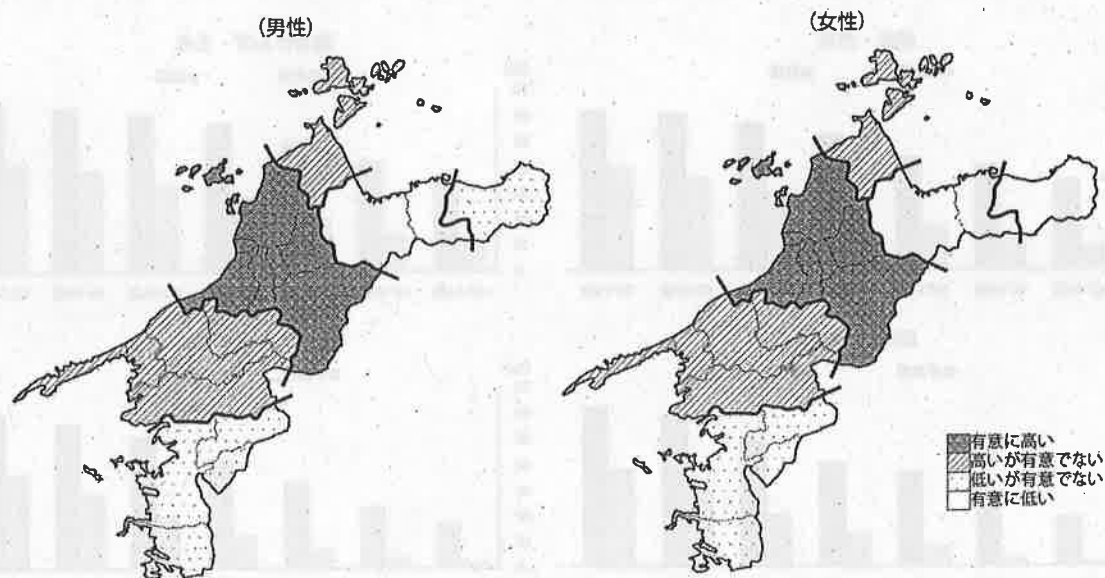 (男性)
(女性)
有意に高い
高いが有意でない
低いが有意でない
有意に低い